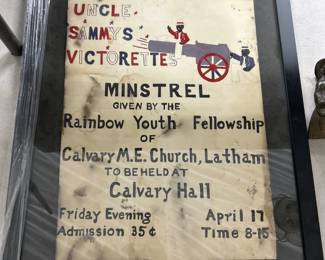 UNCLE
SAMMYS
VICTORETTES
MINSTREL
GIVEN BY THE
Rainbow Youth Fellowship
OF
Calvary M.E. Church, Latham
TO BE HELD AT
Calvary Hall
Friday Evening April 17
Admission 35¢ Time 8-15